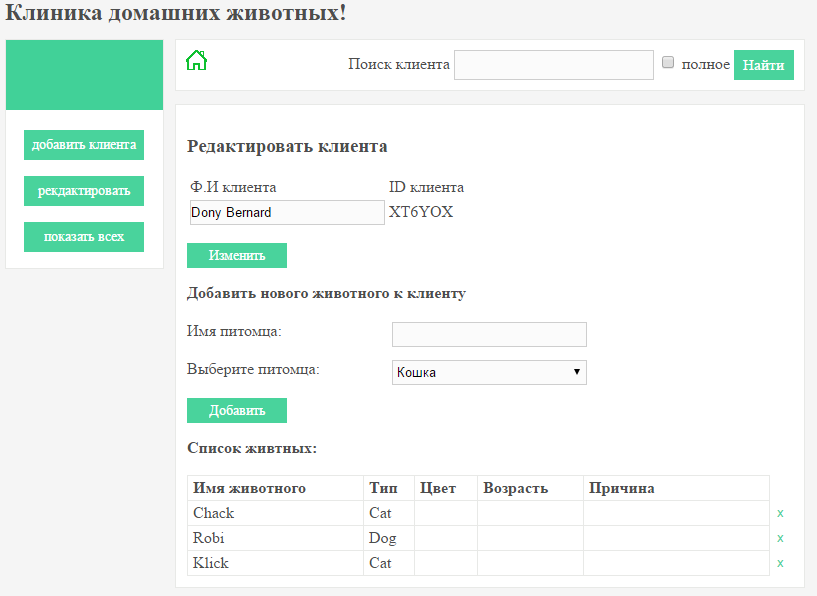 Клиника домашних животных!
Поиск клиента полное Найти
добавить клиента
рекдактировать
показать всех
Редактировать клиента
Ф.И клиента ID клиента
Dony Bernard XT6YOX
Изменить
Добавить нового животного к клиенту
Имя питомца:
Выберите питомца: Кошка
Добавить
Список живтных:
Имя животного Тип Цвет Возрасть Причина
Chack Cat x
Robi Dog x
Klick Cat x